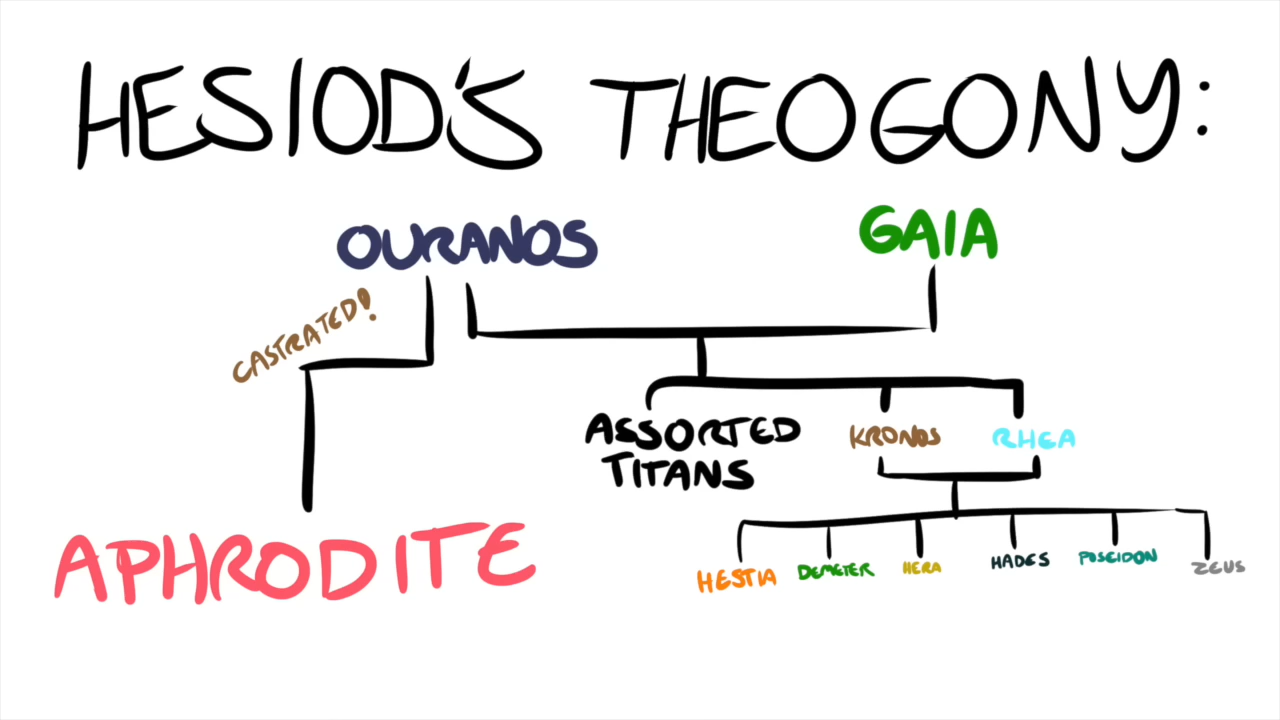 HESIOD'S THEOGONY:
OURANOS GAIA
CASTRATED!
ASSORTED KRONOS RHEA
TITANS
APHRODITE
HESTIA DEMETER HERA HADES POSEIDON ZEUS